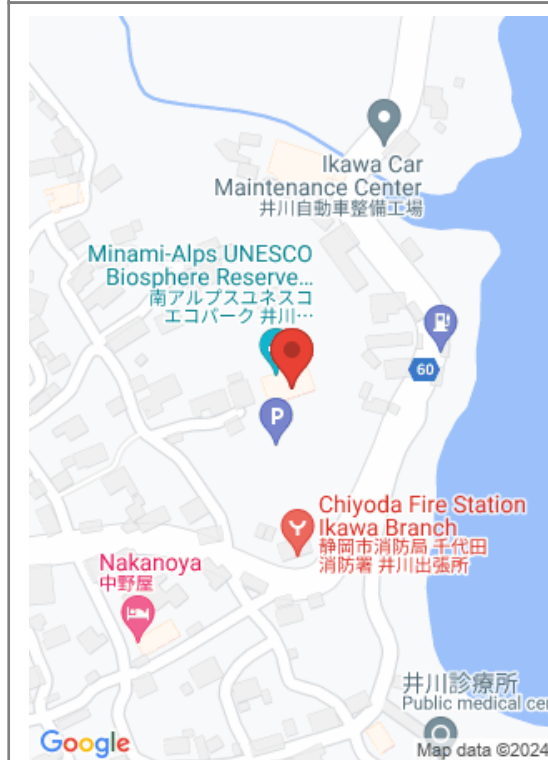 Ikawa Car
Maintenance Center
井川自動車整備工場
Minami-Alps UNESCO
Biosphere Reserve...
南アルプスユネスコ
エコパーク 井川…
60
P
Chiyoda Fire Station
Ikawa Branch
静岡市消防局 千代田
消防署 井川出張所
Nakanoya
中野屋
井川診療所
Public medical cen
Google
Map data ©2024